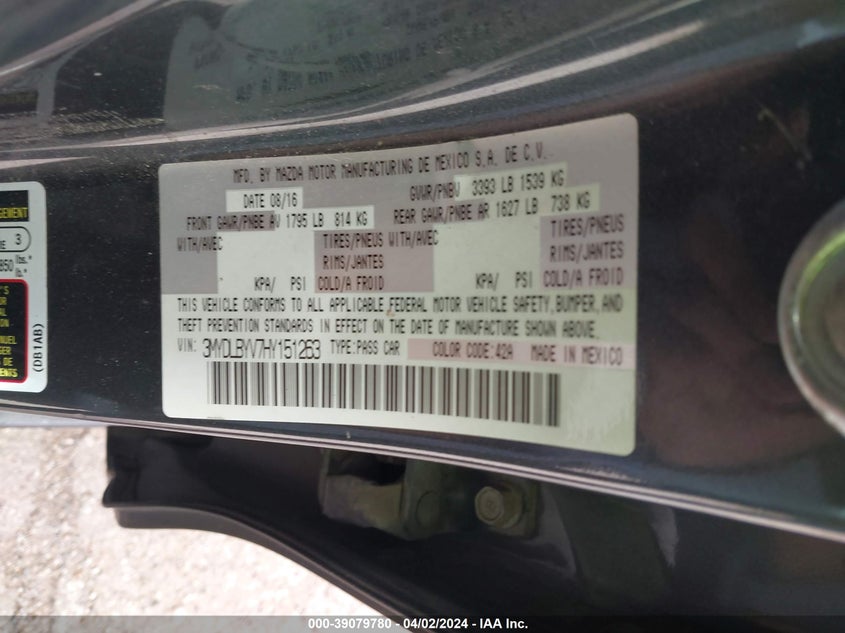 MFD. BY MAZDA MOTOR MANUFACTURING DE MEXICO S.A. DE C.V.
DATE 08/16 GVWR/PNBV 3393 LB 1539 KG
FRONT GAWR/PNBE AV 1795 LB 814 KG REAR GAWR/PNBE AR 1627 LB 738 KG
WITH/AVEC TIRES/PNEUS WITH/AVEC TIRES/PNEUS
RIMS/JANTES RIMS/JANTES
KPA/ PSI COLD/A FROID KPA/ PSI COLD/A FROID
THIS VEHICLE CONFORMS TO ALL APPLICABLE FEDERAL MOTOR VEHICLE SAFETY, BUMPER, AND
THEFT PREVENTION STANDARDS IN EFFECT ON THE DATE OF MANUFACTURE SHOWN ABOVE.
VIN: 3MYDLBYV7HY151263 TYPE:PASS CAR COLOR CODE:42A MADE IN MEXICO
3
850 lbs.*
lb.*
(DB1AB)
000-39079780 - 04/02/2024 - IAA Inc.